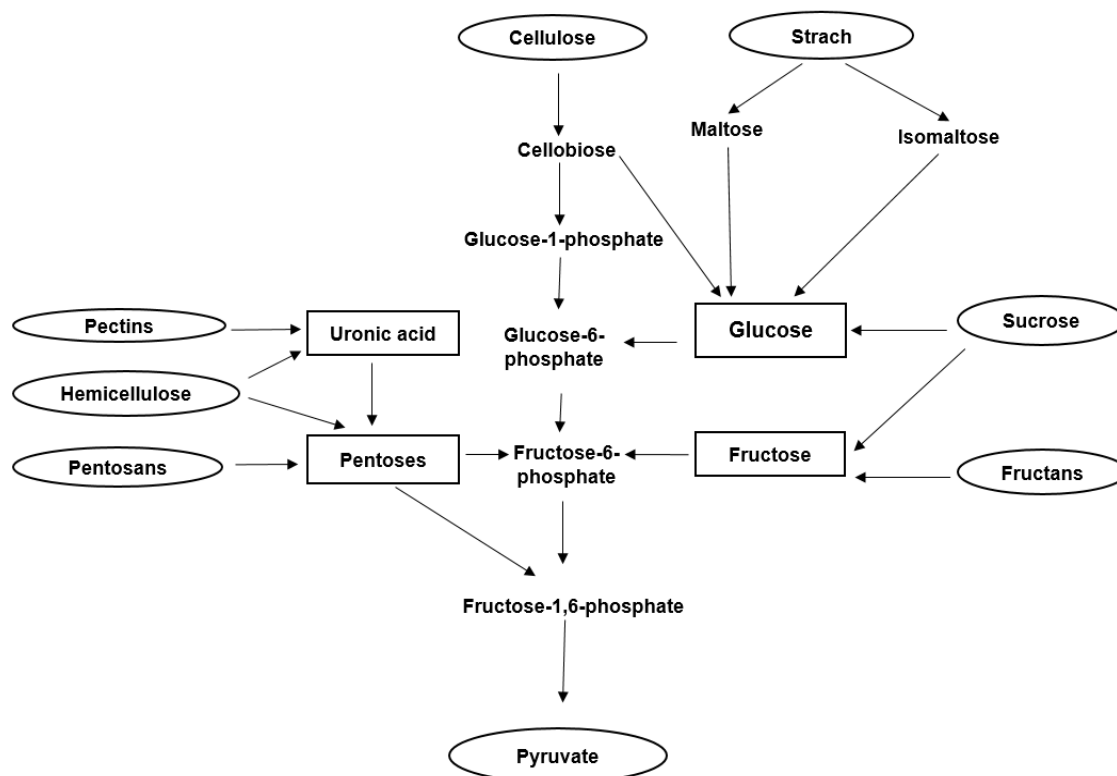 Cellulose
Strach
Maltose
Isomaltose
Cellobiose
Glucose-1-phosphate
Pectins
Uronic acid
Glucose-6-
phosphate
Glucose
Sucrose
Hemicellulose
Pentosans
Pentoses
Fructose-6-
phosphate
Fructose
Fructans
Fructose-1,6-phosphate
Pyruvate